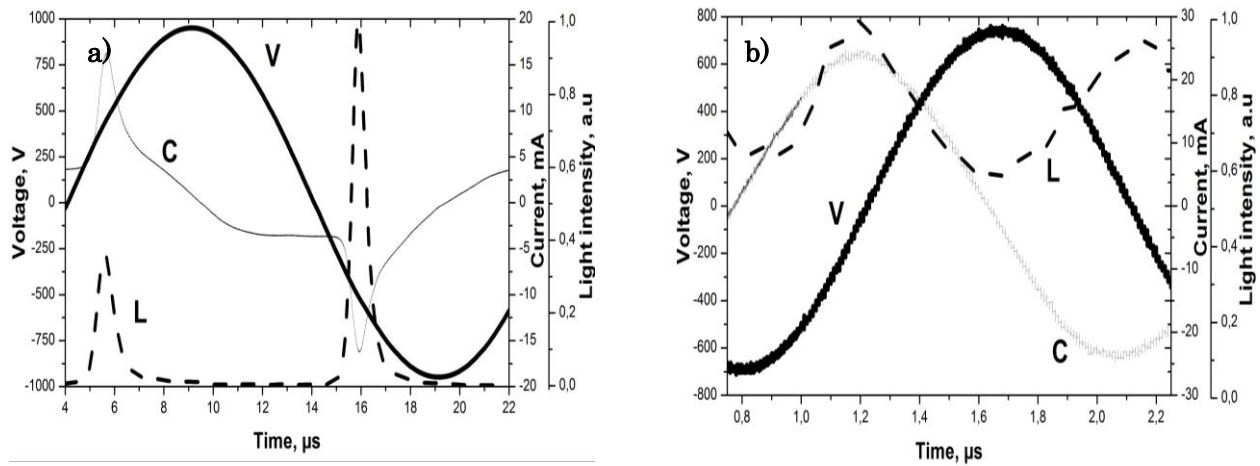 a)
V
C
L
1000
750
500
250
0
-250
-500
-750
-1000
Voltage, V
4 6 8 10 12 14 16 18 20 22
Time, µs
20
15
10
5
0
-5
-10
-15
-20
Current, mA
1,0
0,8
0,6
0,4
0,2
0,0
Light intensity, a.u
b)
V
L
C
800
600
400
200
0
-200
-400
-600
-800
Voltage, V
0,8 1,0 1,2 1,4 1,6 1,8 2,0 2,2
Time, µs
30
20
10
0
-10
-20
-30
Current, mA
1,0
0,8
0,6
0,4
0,2
0,0
Light intensity, a.u